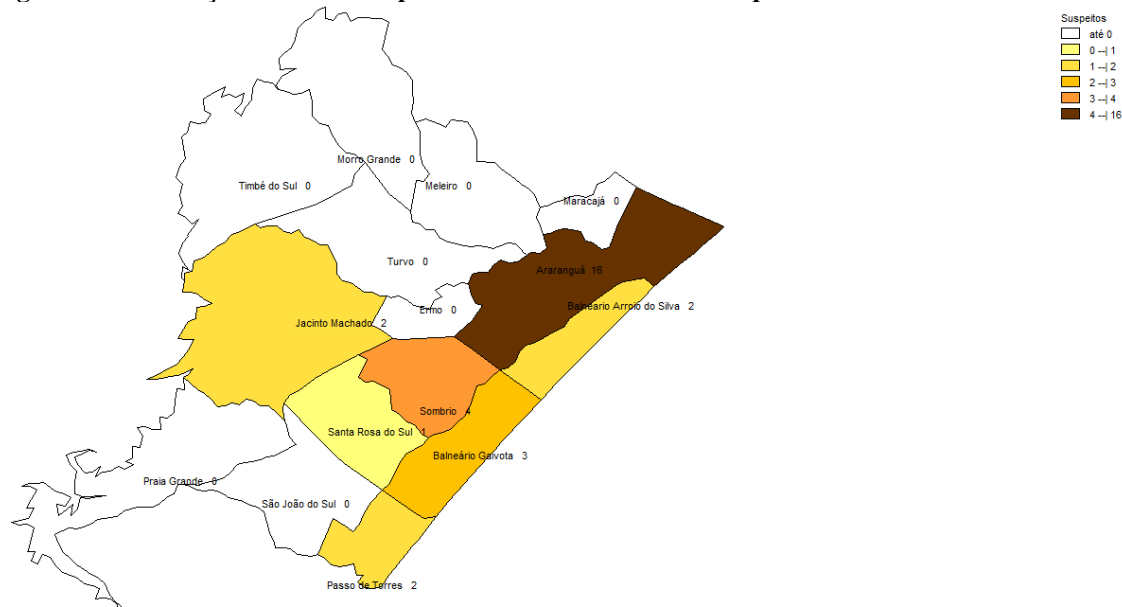 Suspeitos
até 0
0 --| 1
1 --| 2
2 --| 3
3 --| 4
4 --| 16
Morro Grande 0
Timbé do Sul 0
Meleiro 0
Maracajá 0
Turvo 0
Araranguá 16
Balneário Arroio do Silva 2
Ermo 0
Jacinto Machado 2
Sombrio 4
Santa Rosa do Sul 1
Balneário Gaivota 3
Praia Grande 0
São João do Sul 0
Passo de Torres 2